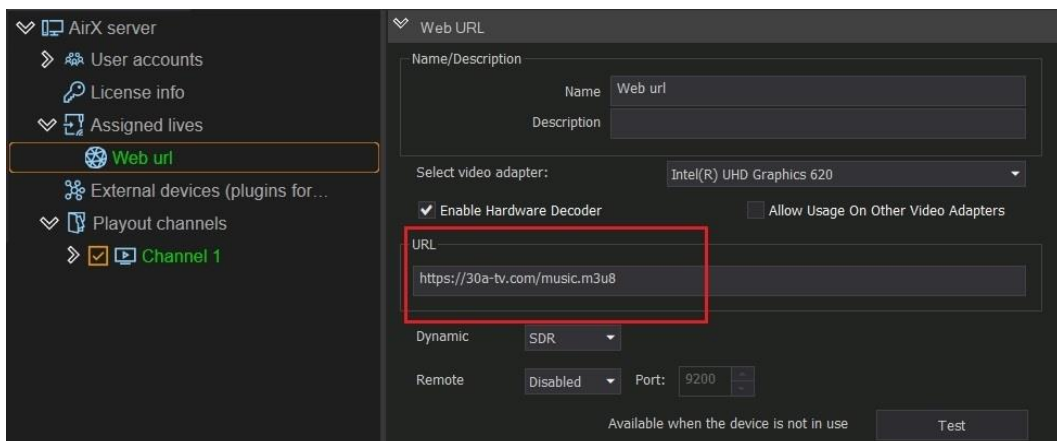 AirX server
User accounts
License info
Assigned lives
Web url
External devices (plugins for...
Playout channels
Channel 1
Web URL
Name/Description
Name Web url
Description
Select video adapter: Intel(R) UHD Graphics 620
Enable Hardware Decoder Allow Usage On Other Video Adapters
URL
https://30a-tv.com/music.m3u8
Dynamic SDR
Remote Disabled Port: 9200
Available when the device is not in use Test